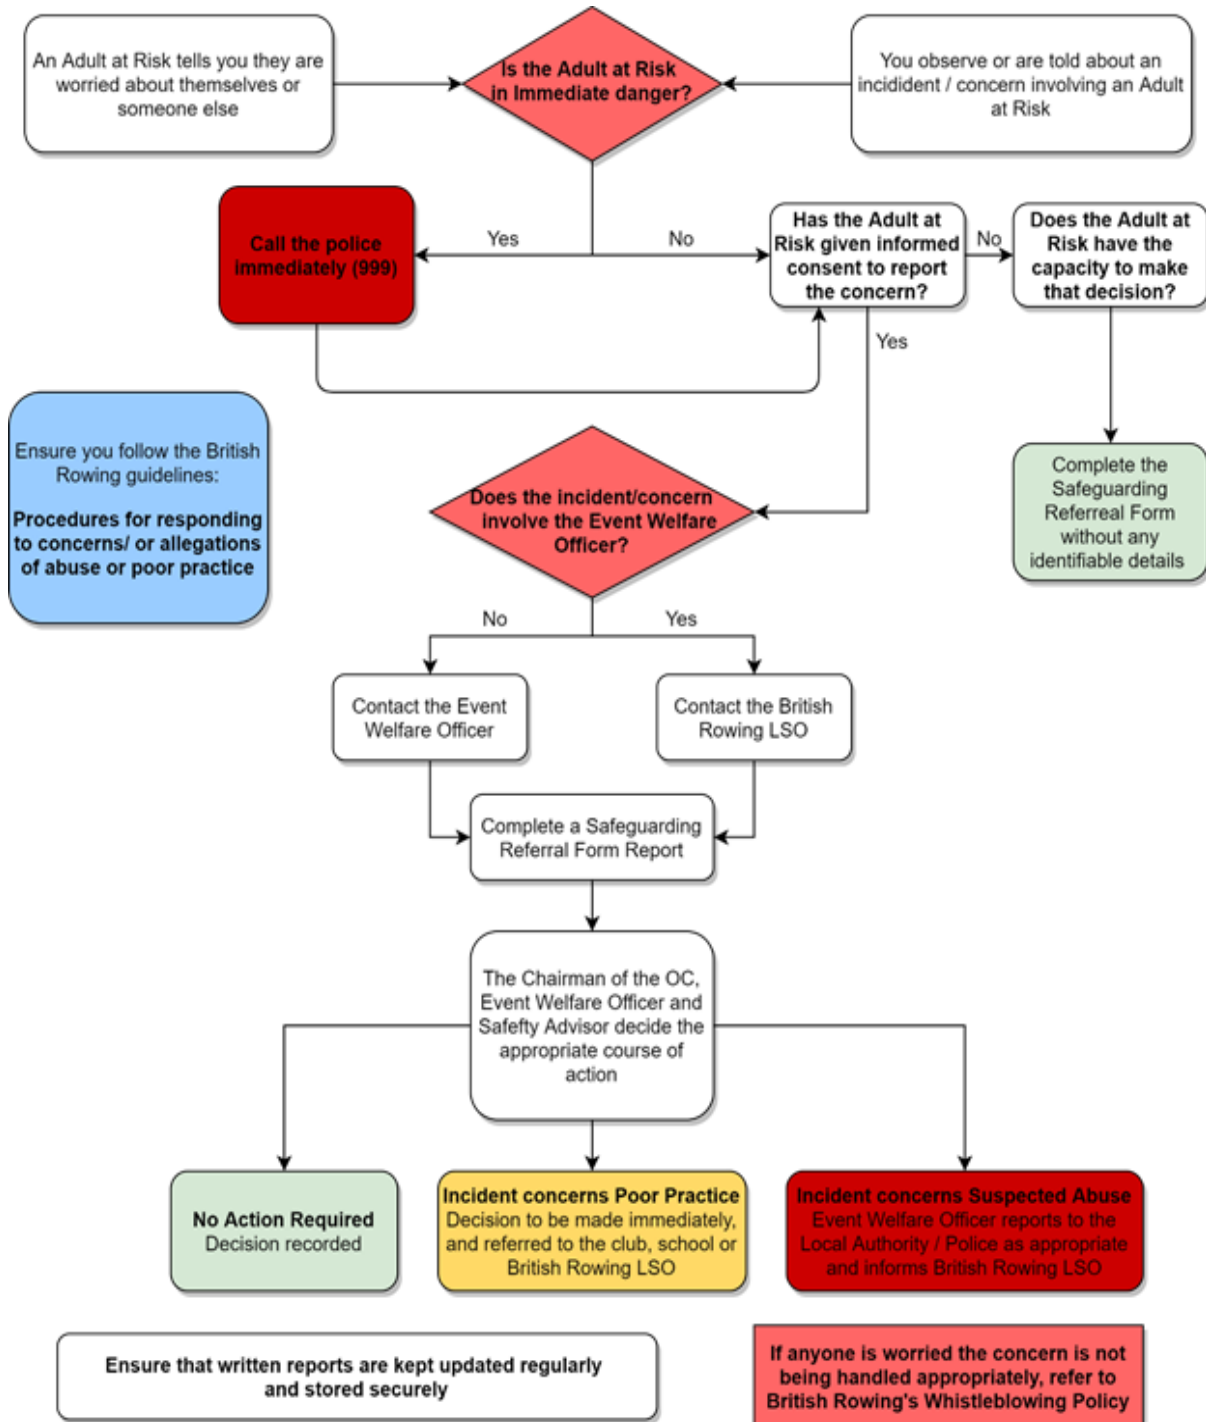 An Adult at Risk tells you they are
worried about themselves or
someone else
Is the Adult at Risk
in Immediate danger?
You observe or are told about an
incidident / concern involving an Adult
at Risk
Call the police
immediately (999)
Yes
No
Has the Adult at
Risk given informed
consent to report
the concern?
No
Does the Adult at
Risk have the
capacity to make
that decision?
Yes
Ensure you follow the British
Rowing guidelines:
Procedures for responding
to concerns/ or allegations
of abuse or poor practice
Does the incident/concern
involve the Event Welfare
Officer?
Complete the
Safeguarding
Referreal Form
without any
identifiable details
No
Yes
Contact the Event
Welfare Officer
Contact the British
Rowing LSO
Complete a Safeguarding
Referral Form Report
The Chairman of the OC,
Event Welfare Officer and
Safefty Advisor decide the
appropriate course of
action
No Action Required
Decision recorded
Incident concerns Poor Practice
Decision to be made immediately,
and referred to the club, school or
British Rowing LSO
Incident concerns Suspected Abuse
Event Welfare Officer reports to the
Local Authority / Police as appropriate
and informs British Rowing LSO
Ensure that written reports are kept updated regularly
and stored securely
If anyone is worried the concern is not
being handled appropriately, refer to
British Rowing's Whistleblowing Policy